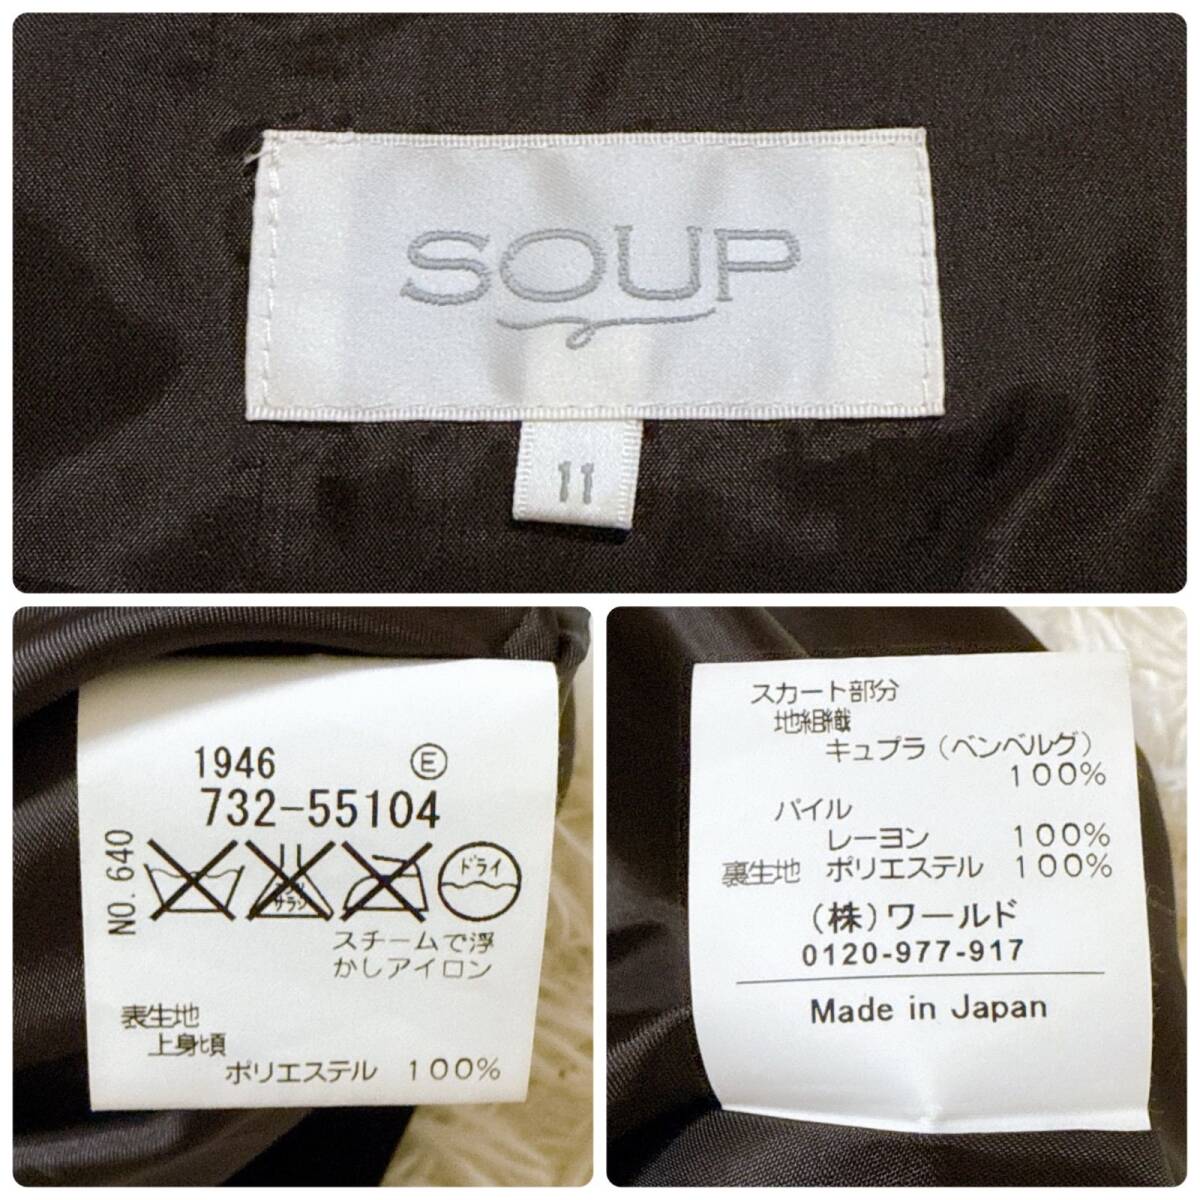 SOUP
11
1946 Ⓔ
732-55104
NO. 640
サラシ
ドライ
スチームで浮
かしアイロン
表生地
上身頃
ポリエステル 100%
スカート部分
地組織
キュプラ(ベンベルグ)
100%
パイル
レーヨン 100%
裏生地 ポリエステル 100%
(株)ワールド
0120-977-917
Made in Japan